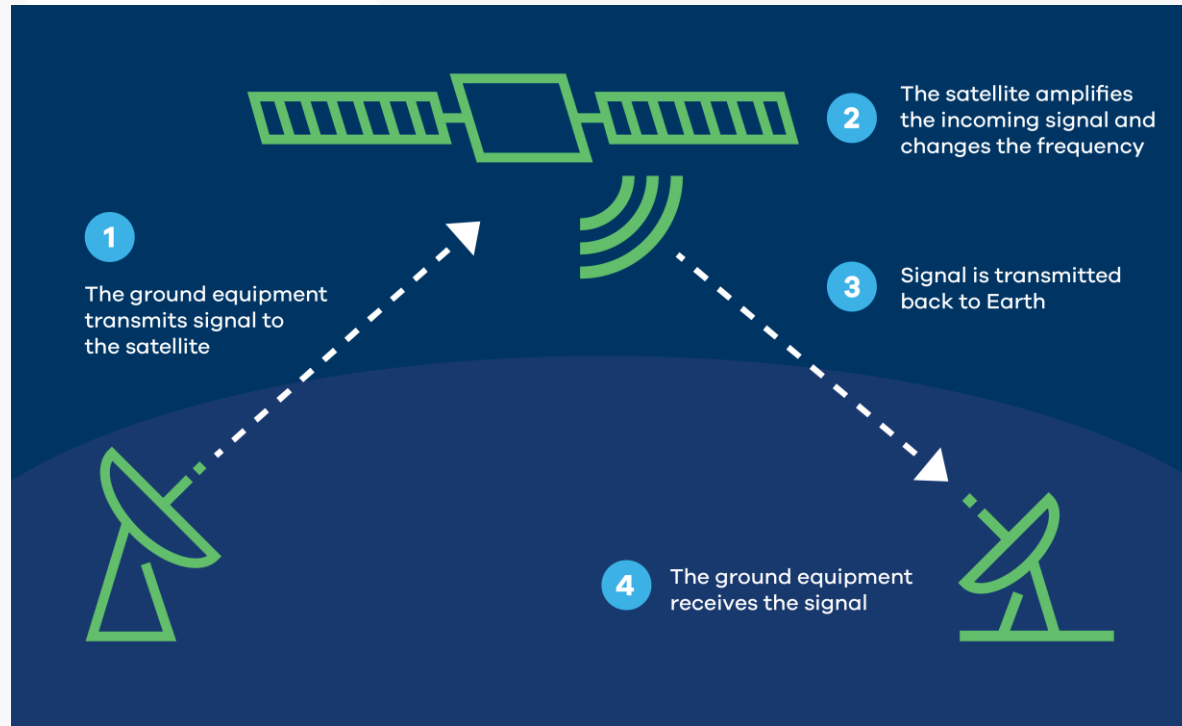 1
The ground equipment
transmits signal to
the satellite
2
The satellite amplifies
the incoming signal and
changes the frequency
3
Signal is transmitted
back to Earth
4
The ground equipment
receives the signal